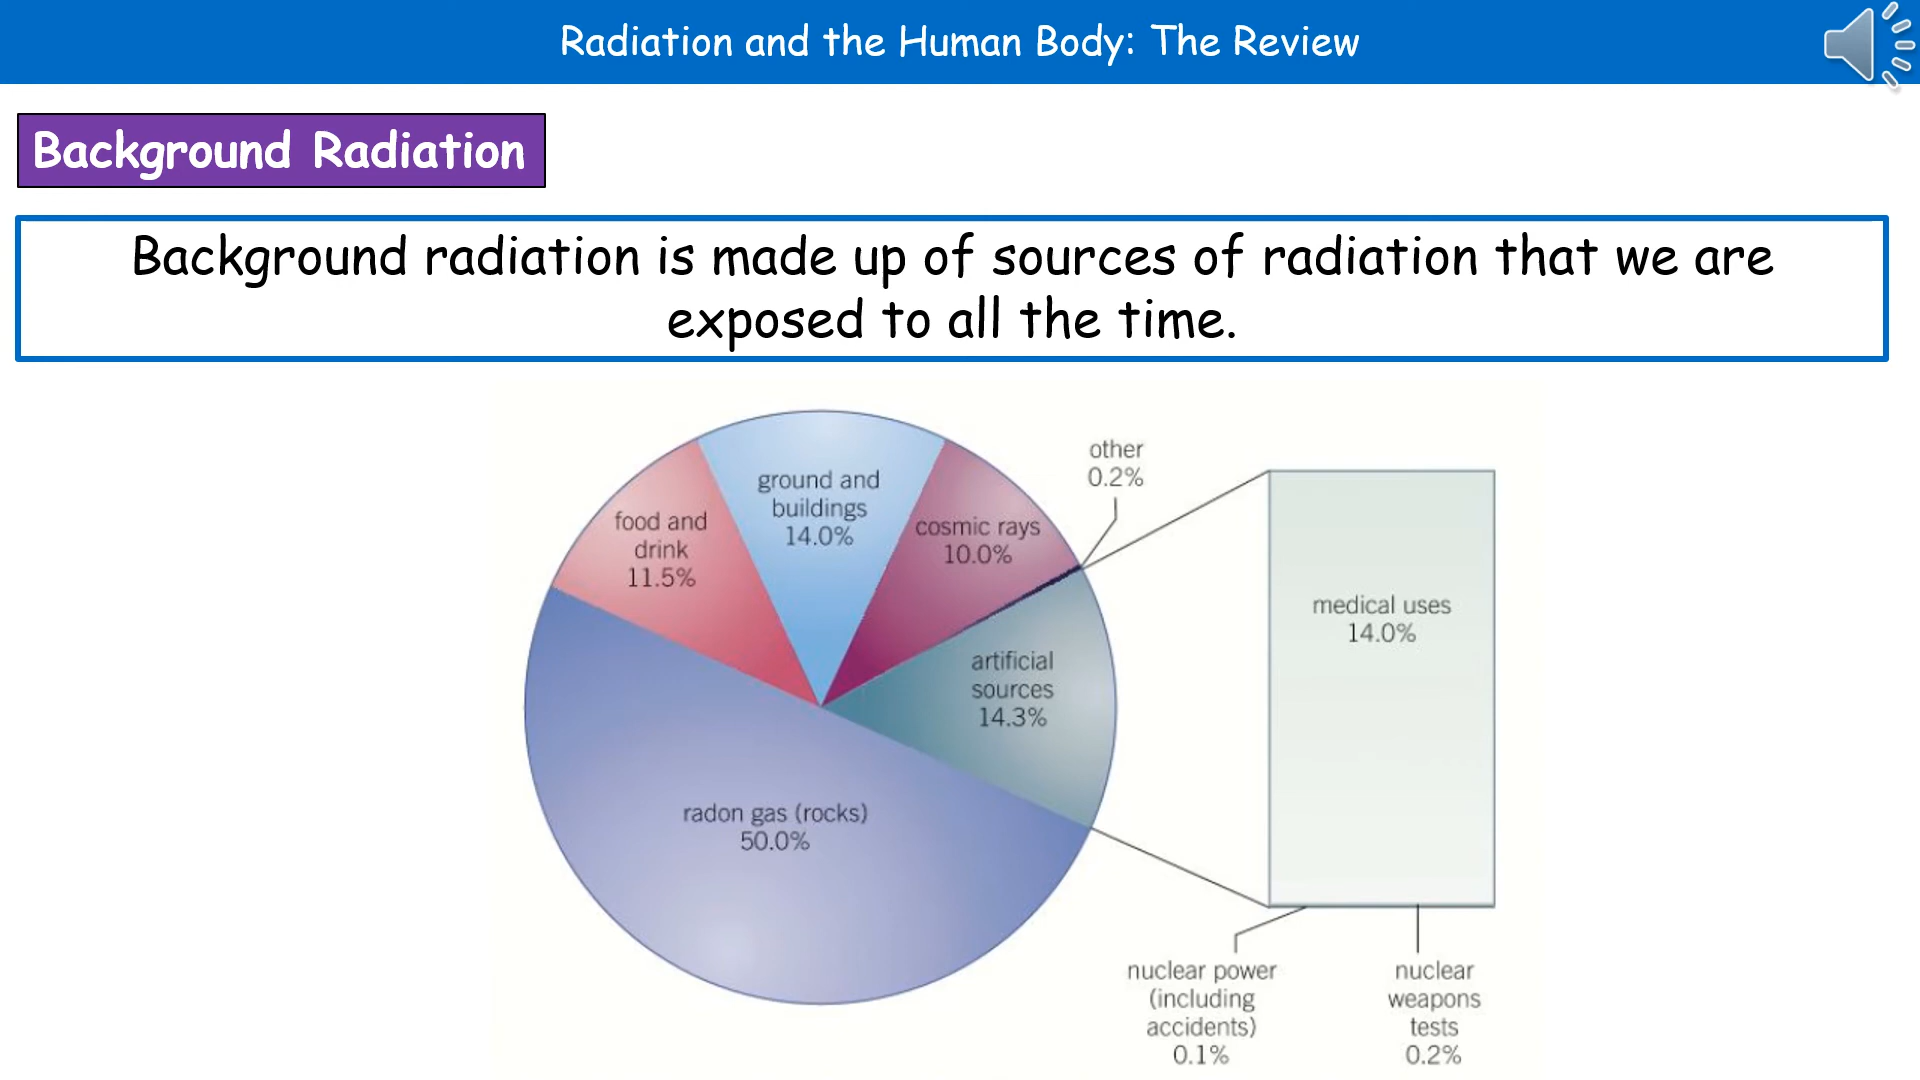 Radiation and the Human Body: The Review
Background Radiation
Background radiation is made up of sources of radiation that we are
exposed to all the time.
food and
drink
11.5%
ground and
buildings
14.0%
cosmic rays
10.0%
other
0.2%
artificial
sources
14.3%
radon gas (rocks)
50.0%
medical uses
14.0%
nuclear power
(including
accidents)
0.1%
nuclear
weapons
tests
0.2%